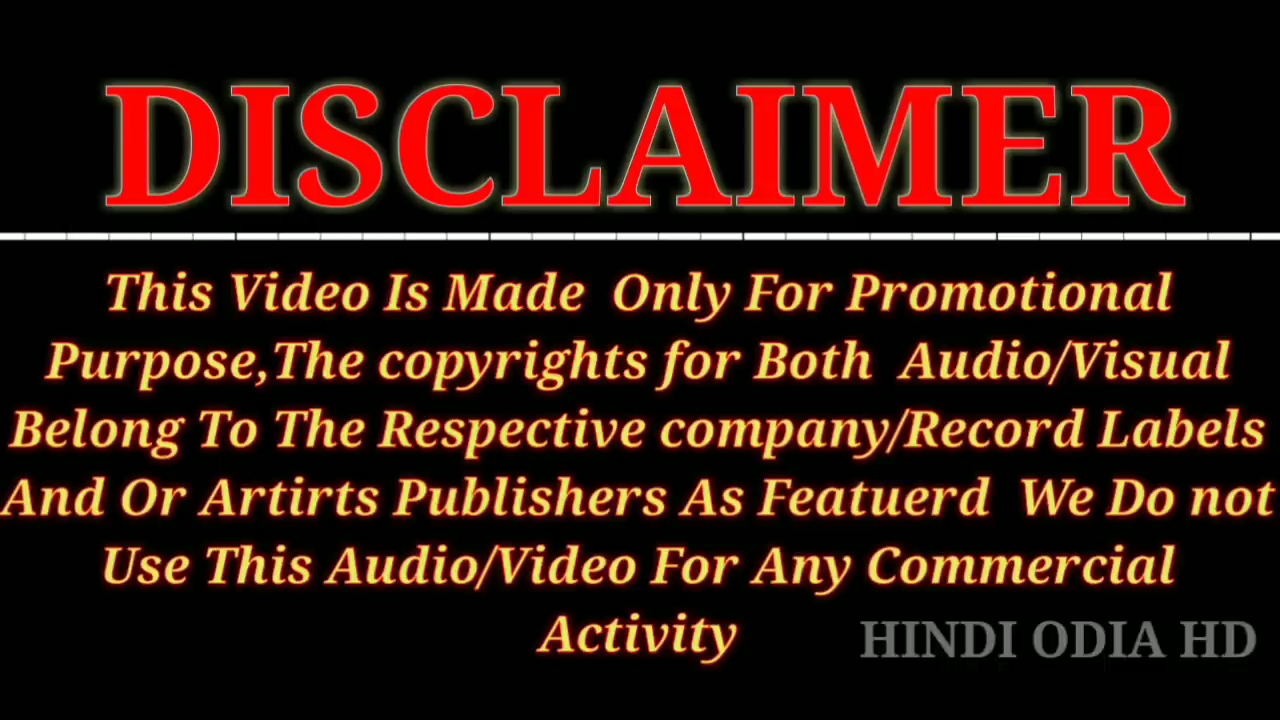 DISCLAIMER
This Video Is Made Only For Promotional
Purpose,The copyrights for Both Audio/Visual
Belong To The Respective company/Record Labels
And Or Artirts Publishers As Featuerd We Do not
Use This Audio/Video For Any Commercial
Activity
HINDI ODIA HD